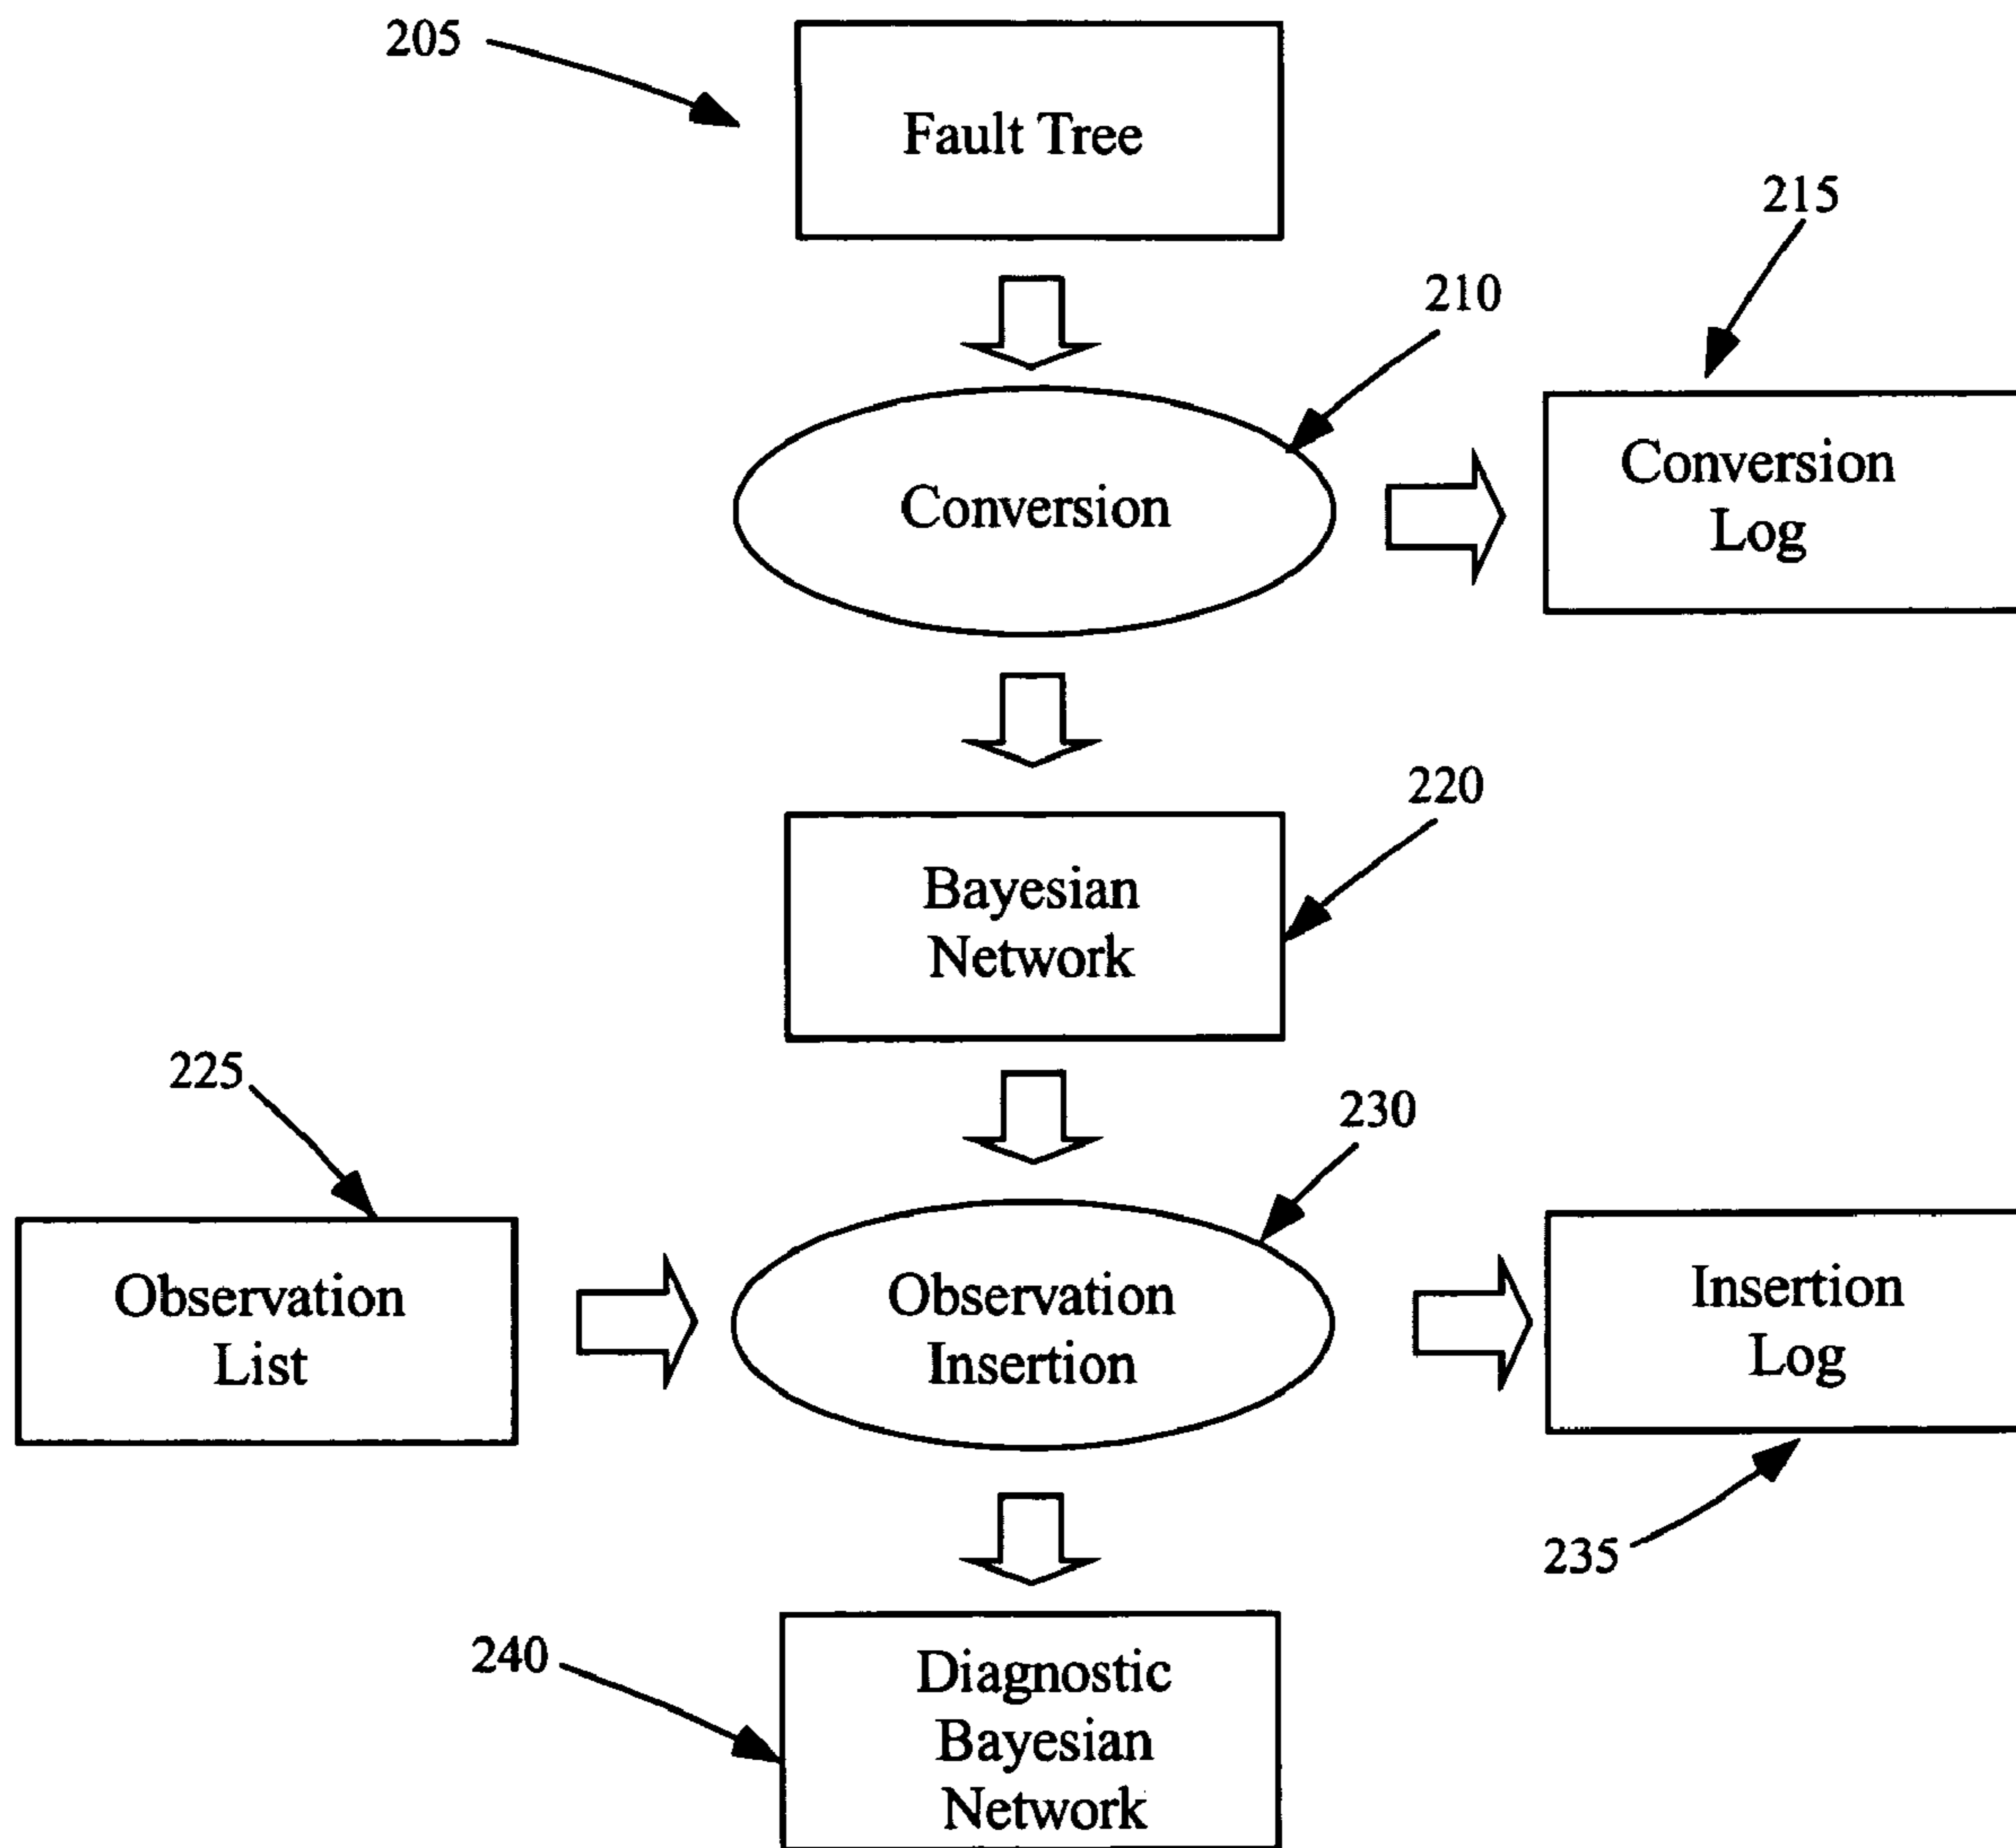 205
Fault Tree
215
210
Conversion
Conversion
Log
220
Bayesian
Network
225
230
Observation
List
Observation
Insertion
Insertion
Log
235
240
Diagnostic
Bayesian
Network